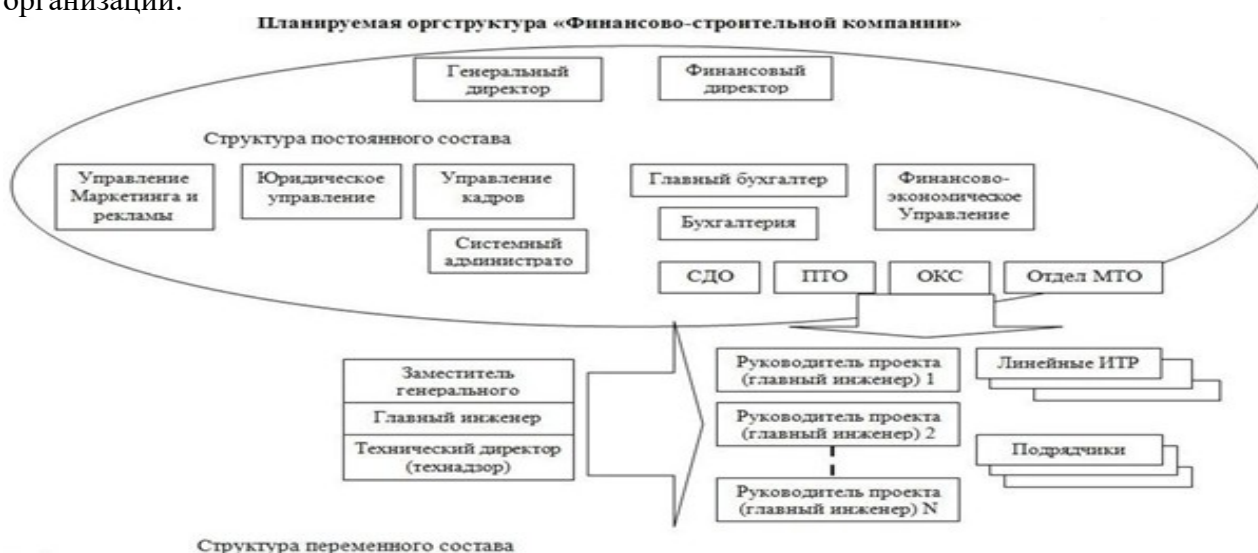 организации.
Планируемая оргструктура «Финансово-строительной компании»
Генеральный
директор
Финансовый
директор
Структура постоянного состава
Управление
Маркетинга и
рекламы
Юридическое
управление
Управление
кадров
Главный бухгалтер
Финансово-
экономическое
Управление
Бухгалтерия
Системный
администрато
СДО
ПТО
ОКС
Отдел МТО
Заместитель
генерального
Главный инженер
Технический директор
(технадзор)
Руководитель проекта
(главный инженер) 1
Руководитель проекта
(главный инженер) 2
Руководитель проекта
(главный инженер) N
Линейные ИТР
Подрядчики
Структура переменного состава